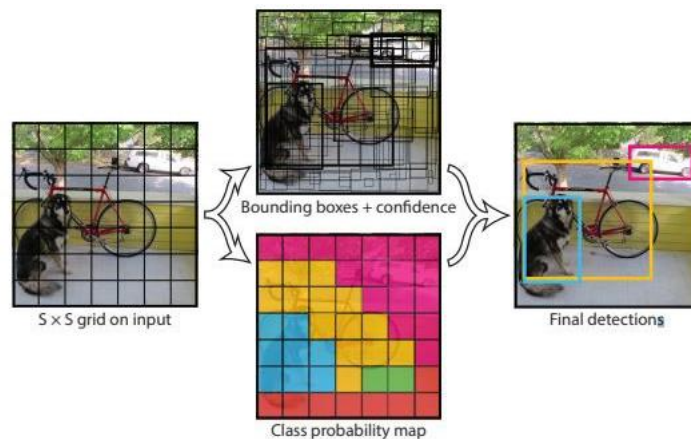 Bounding boxes + confidence
S × S grid on input
Final detections
Class probability map